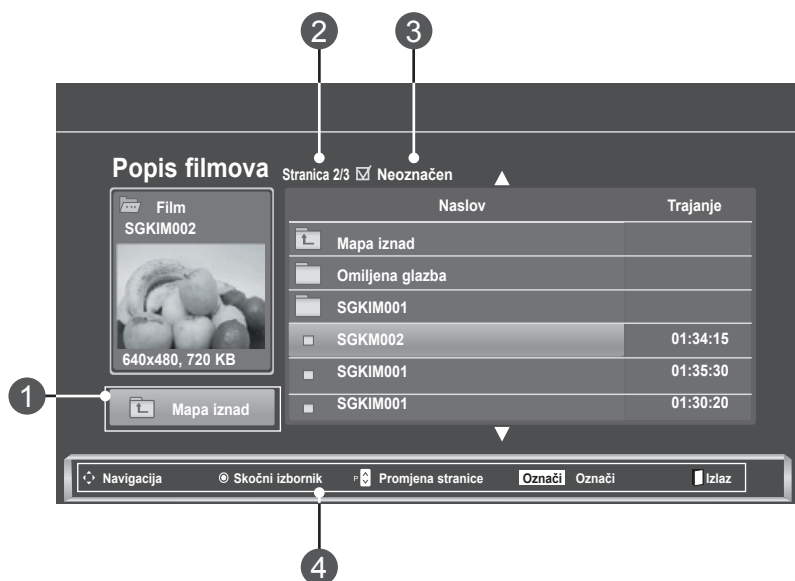 2 3
Popis filmova Stranica 2/3 Neoznačen
Film
SGKIM002
640x480, 720 KB
1
Mapa iznad
Naslov Trajanje
Mapa iznad
Omiljena glazba
SGKIM001
SGKM002 01:34:15
SGKIM001 01:35:30
SGKIM001 01:30:20
Navigacija Skočni izbornik P Promjena stranice Označi Označi Izlaz
4